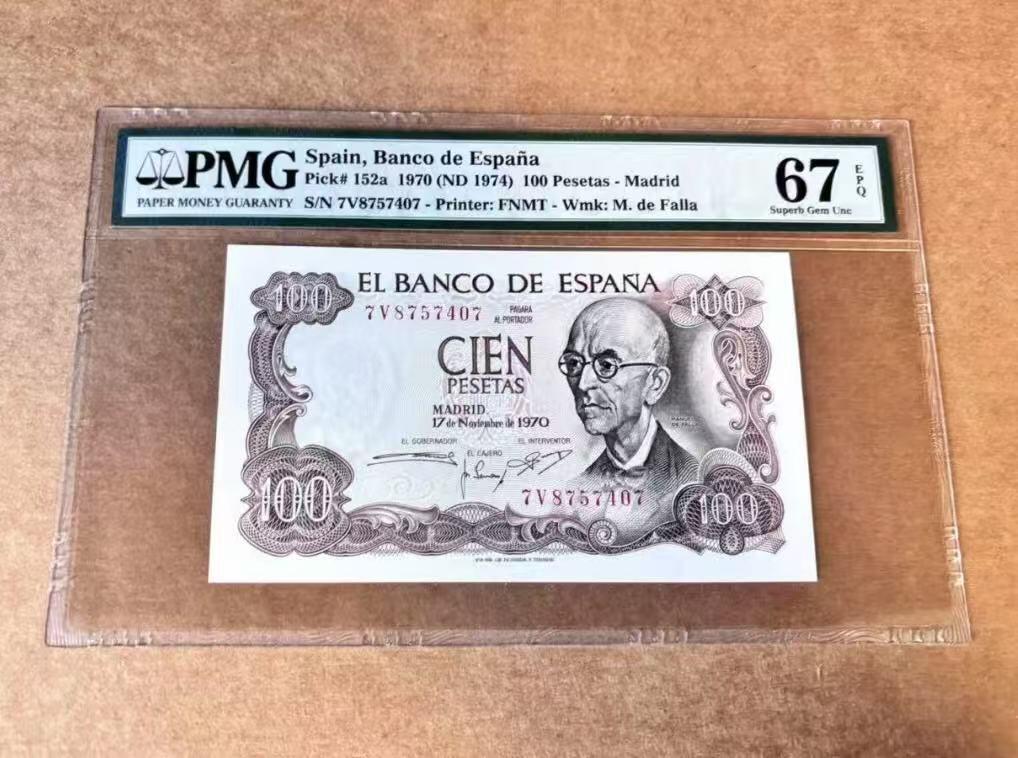 PMG
PAPER MONEY GUARANTY
Spain, Banco de España
Pick# 152a 1970 (ND 1974) 100 Pesetas - Madrid
S/N 7V8757407 - Printer: FNMT - Wmk: M. de Falla
67
EPQ
Superb Gem Unc
100
EL BANCO DE ESPAÑA
100
7V8757407
PAGARA
AL PORTADOR
CIEN
PESETAS
MADRID.
17 de Noviembre de 1970
MANUEL
DE FALLA
EL GOBERNADOR
EL INTERVENTOR
EL CAJERO
7V8757407
100
100